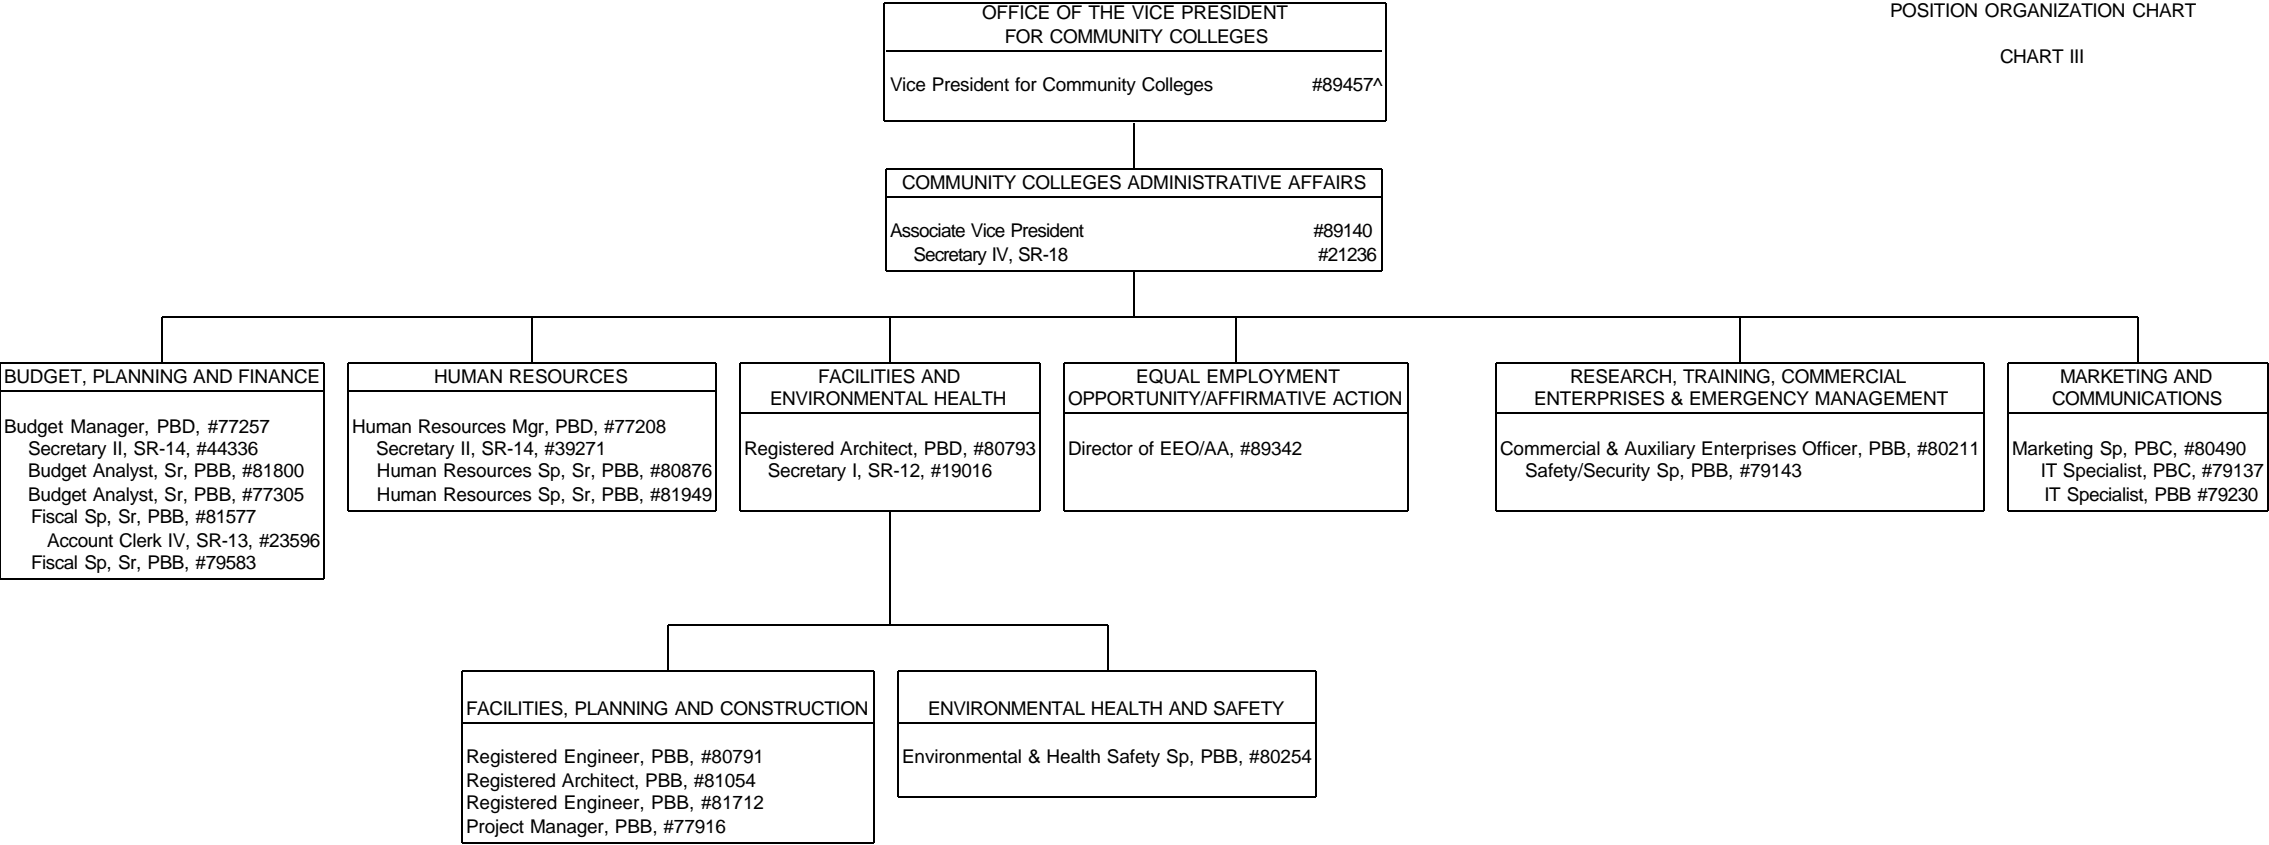 POSITION ORGANIZATION CHART
CHART III
OFFICE OF THE VICE PRESIDENT
FOR COMMUNITY COLLEGES
Vice President for Community Colleges #89457^
COMMUNITY COLLEGES ADMINISTRATIVE AFFAIRS
Associate Vice President #89140
Secretary IV, SR-18 #21236
BUDGET, PLANNING AND FINANCE
Budget Manager, PBD, #77257
Secretary II, SR-14, #44336
Budget Analyst, Sr, PBB, #81800
Budget Analyst, Sr, PBB, #77305
Fiscal Sp, Sr, PBB, #81577
Account Clerk IV, SR-13, #23596
Fiscal Sp, Sr, PBB, #79583
HUMAN RESOURCES
Human Resources Mgr, PBD, #77208
Secretary II, SR-14, #39271
Human Resources Sp, Sr, PBB, #80876
Human Resources Sp, Sr, PBB, #81949
FACILITIES AND
ENVIRONMENTAL HEALTH
Registered Architect, PBD, #80793
Secretary I, SR-12, #19016
EQUAL EMPLOYMENT
OPPORTUNITY/AFFIRMATIVE ACTION
Director of EEO/AA, #89342
RESEARCH, TRAINING, COMMERCIAL
ENTERPRISES & EMERGENCY MANAGEMENT
Commercial & Auxiliary Enterprises Officer, PBB, #80211
Safety/Security Sp, PBB, #79143
MARKETING AND
COMMUNICATIONS
Marketing Sp, PBC, #80490
IT Specialist, PBC, #79137
IT Specialist, PBB #79230
FACILITIES, PLANNING AND CONSTRUCTION
Registered Engineer, PBB, #80791
Registered Architect, PBB, #81054
Registered Engineer, PBB, #81712
Project Manager, PBB, #77916
ENVIRONMENTAL HEALTH AND SAFETY
Environmental & Health Safety Sp, PBB, #80254